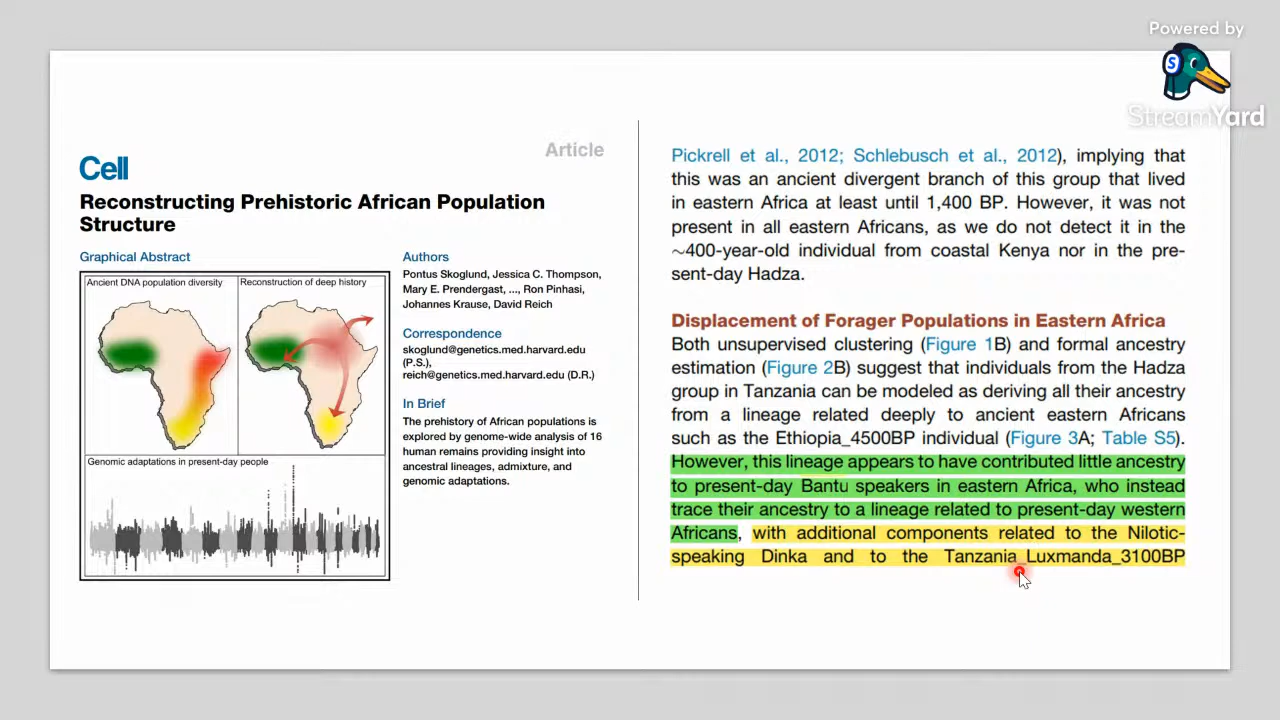 Powered by
S
StreamYard
Article
Cell
Reconstructing Prehistoric African Population
Structure
Graphical Abstract
Ancient DNA population diversity
Reconstruction of deep history
Genomic adaptations in present-day people
Authors
Pontus Skoglund, Jessica C. Thompson,
Mary E. Prendergast, ..., Ron Pinhasi,
Johannes Krause, David Reich
Correspondence
skoglund@genetics.med.harvard.edu
(P.S.),
reich@genetics.med.harvard.edu (D.R.)
In Brief
The prehistory of African populations is
explored by genome-wide analysis of 16
human remains providing insight into
ancestral lineages, admixture, and
genomic adaptations.
Pickrell et al., 2012; Schlebusch et al., 2012), implying that
this was an ancient divergent branch of this group that lived
in eastern Africa at least until 1,400 BP. However, it was not
present in all eastern Africans, as we do not detect it in the
~400-year-old individual from coastal Kenya nor in the pre-
sent-day Hadza.
Displacement of Forager Populations in Eastern Africa
Both unsupervised clustering (Figure 1B) and formal ancestry
estimation (Figure 2B) suggest that individuals from the Hadza
group in Tanzania can be modeled as deriving all their ancestry
from a lineage related deeply to ancient eastern Africans
such as the Ethiopia_4500BP individual (Figure 3A; Table S5).
However, this lineage appears to have contributed little ancestry
to present-day Bantu speakers in eastern Africa, who instead
trace their ancestry to a lineage related to present-day western
Africans, with additional components related to the Nilotic-
speaking Dinka and to the Tanzania_Luxmanda_3100BP